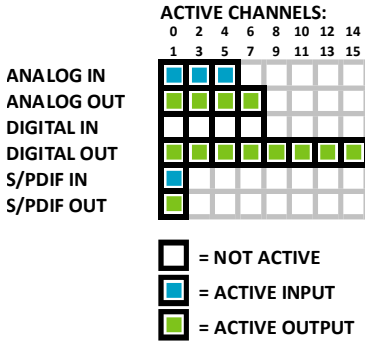 ACTIVE CHANNELS:
0 2 4 6 8 10 12 14
1 3 5 7 9 11 13 15
ANALOG IN
ANALOG OUT
DIGITAL IN
DIGITAL OUT
S/PDIF IN
S/PDIF OUT
= NOT ACTIVE
= ACTIVE INPUT
= ACTIVE OUTPUT